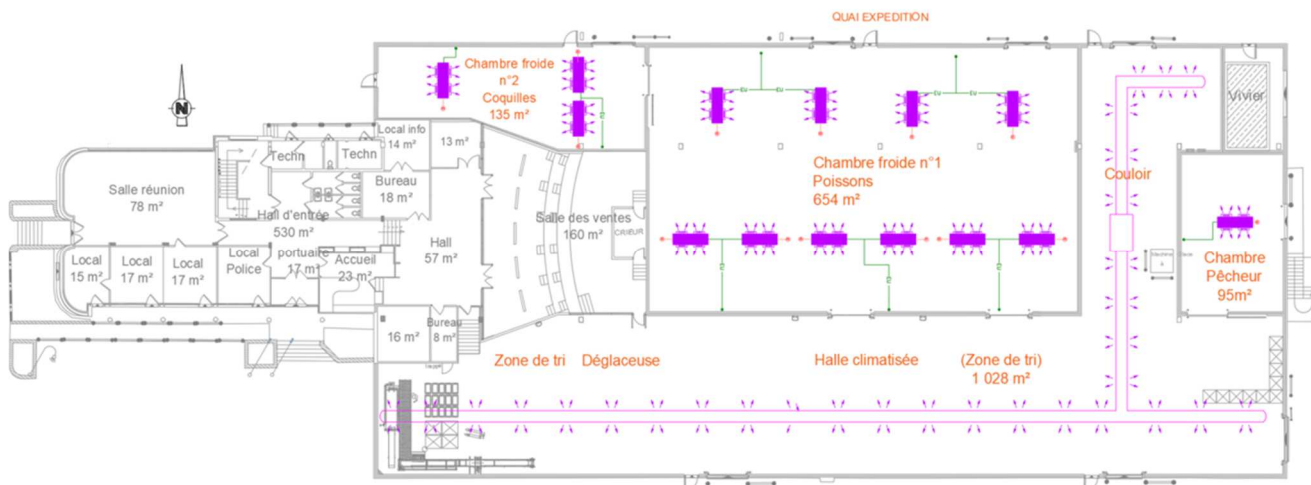 QUAI EXPEDITION
Chambre froide
n°2
Coquilles
135 m²
N
Local info
14 m²
13 m²
Techn
Techn
Vivier
Chambre froide n°1
Poissons
654 m²
Couloir
Salle réunion
78 m²
Bureau
18 m²
Hall d'entrée
530 m²
Salle des ventes
160 m²
CRIEUR
Hall
57 m²
portuaire
17 m²
Accueil
23 m²
Local
15 m²
Local
17 m²
Local
17 m²
Local
Police
Chambre
Pêcheur
95m²
16 m²
Bureau
8 m²
Zone de tri
Déglaceuse
Halle climatisée
(Zone de tri)
1 028 m²